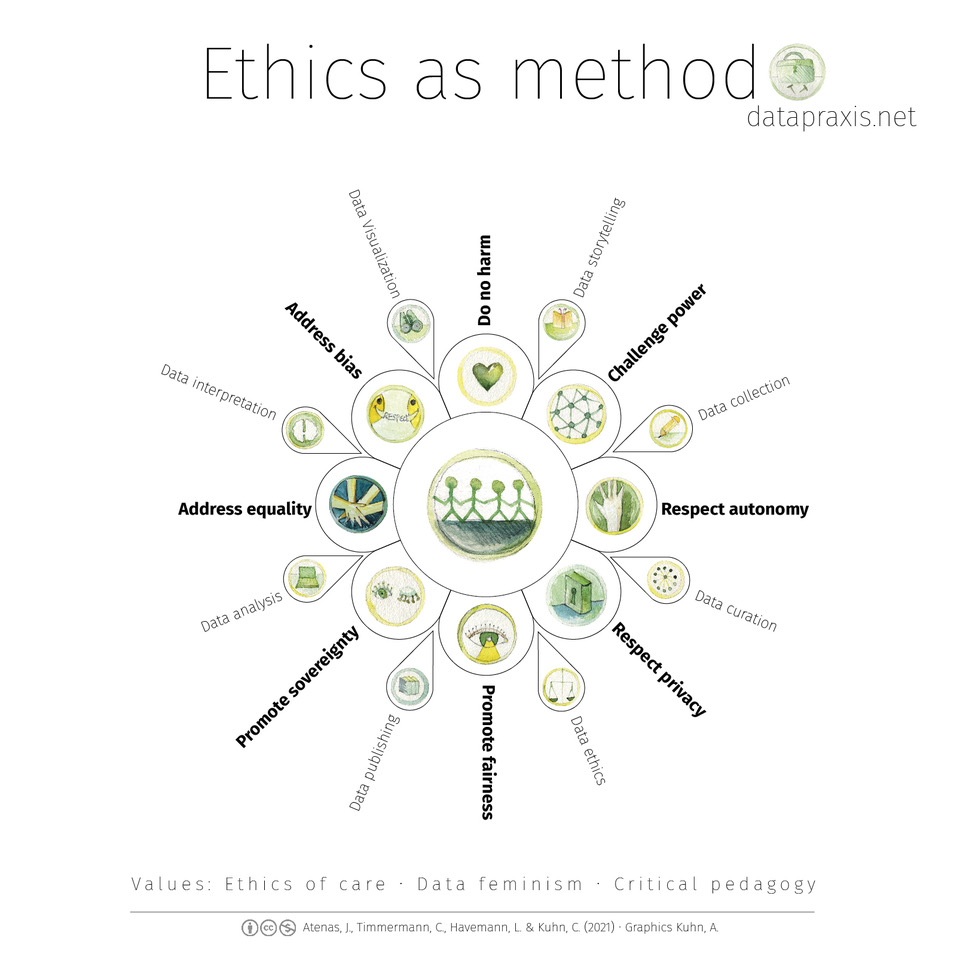 Ethics as method
datapraxis.net
Do no harm
Data storytelling
Challenge power
Data collection
Respect autonomy
Data curation
Respect privacy
Data ethics
Promote fairness
Data publishing
Promote sovereignty
Data analysis
Address equality
Data interpretation
Address bias
Data Visualization
Values: Ethics of care · Data feminism · Critical pedagogy
Atenas, J., Timmermann, C., Havemann, L. & Kuhn, C. (2021) · Graphics Kuhn, A.